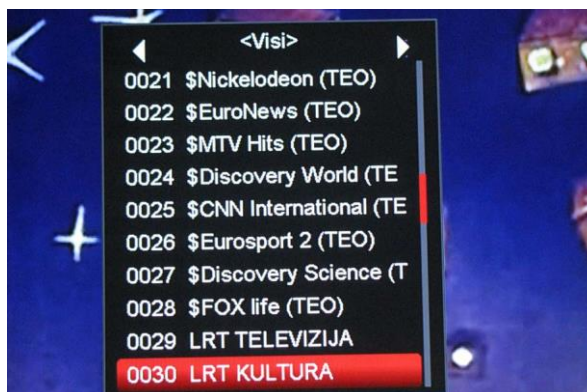 <Visi>
0021 $Nickelodeon (TEO)
0022 $EuroNews (TEO)
0023 $MTV Hits (TEO)
0024 $Discovery World (TE
0025 $CNN International (TE
0026 $Eurosport 2 (TEO)
0027 $Discovery Science (T
0028 $FOX life (TEO)
0029 LRT TELEVIZIJA
0030 LRT KULTURA